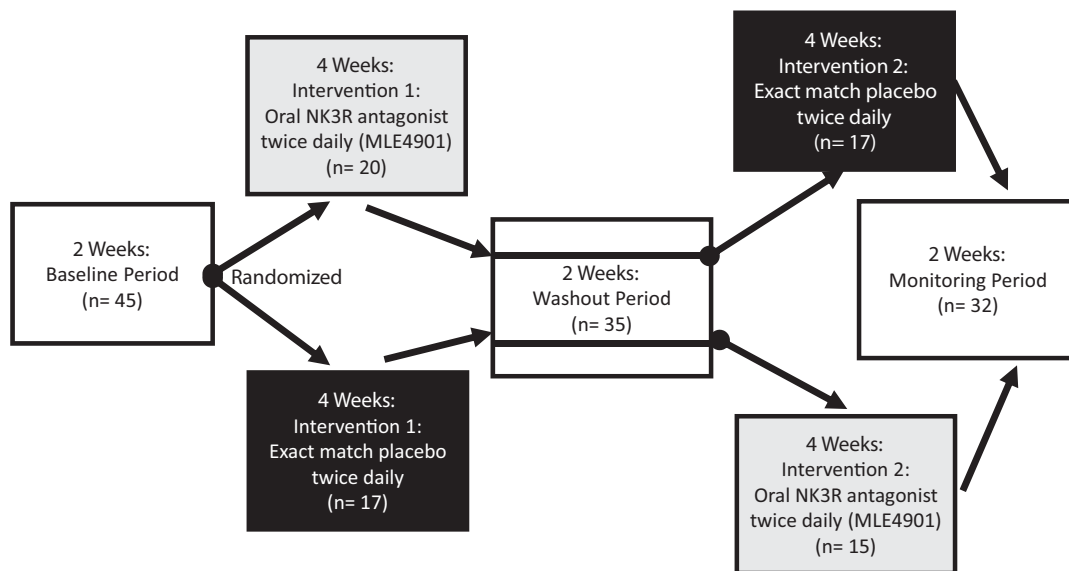 2 Weeks:
Baseline Period
(n= 45)
Randomized
4 Weeks:
Intervention 1:
Oral NK3R antagonist
twice daily (MLE4901)
(n= 20)
4 Weeks:
Intervention 1:
Exact match placebo
twice daily
(n= 17)
2 Weeks:
Washout Period
(n= 35)
4 Weeks:
Intervention 2:
Exact match placebo
twice daily
(n= 17)
4 Weeks:
Intervention 2:
Oral NK3R antagonist
twice daily (MLE4901)
(n= 15)
2 Weeks:
Monitoring Period
(n= 32)